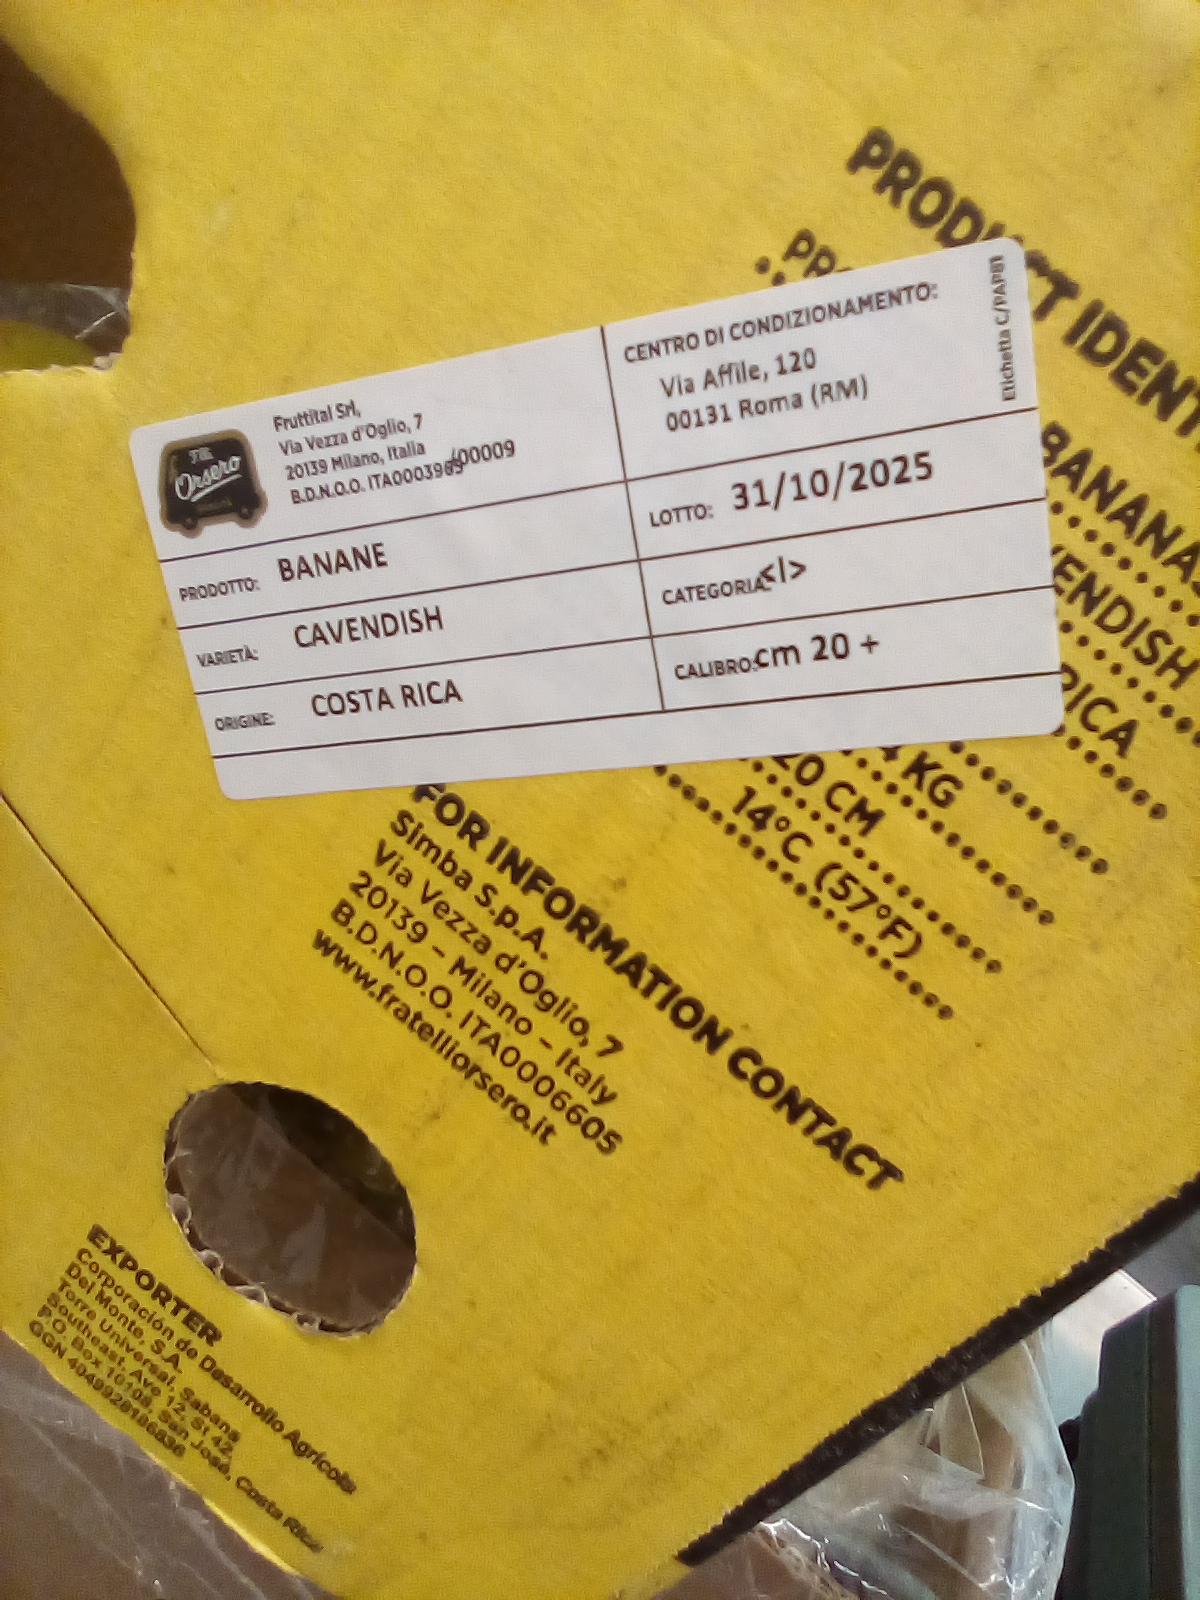 PRODUCT IDENT
PR
BANANAS
ENDISH
RICA
KG
20 CM
14°C (57°F)
Orsero
Fruttital Srl,
Via Vezza d'Oglio, 7
20139 Milano, Italia
B.D.N.O.O. ITA0003969/00009
CENTRO DI CONDIZIONAMENTO:
Via Affile, 120
00131 Roma (RM)
Etichetta C/PAP81
PRODOTTO: BANANE
LOTTO: 31/10/2025
VARIETÀ: CAVENDISH
CATEGORIA: <I>
ORIGINE: COSTA RICA
CALIBRO: cm 20 +
FOR INFORMATION CONTACT
Simba S.p.A.
Via Vezza d'Oglio, 7
20139 - Milano - Italy
B.D.N.O.O. ITA0006605
www.fratelliorsero.it
EXPORTER
Corporación de Desarrollo Agrícola
Del Monte, S.A.
Torre Universal, Sabana
Southeast, Ave 12, St 42,
P.O. Box 10108, San José, Costa Rica
GGN